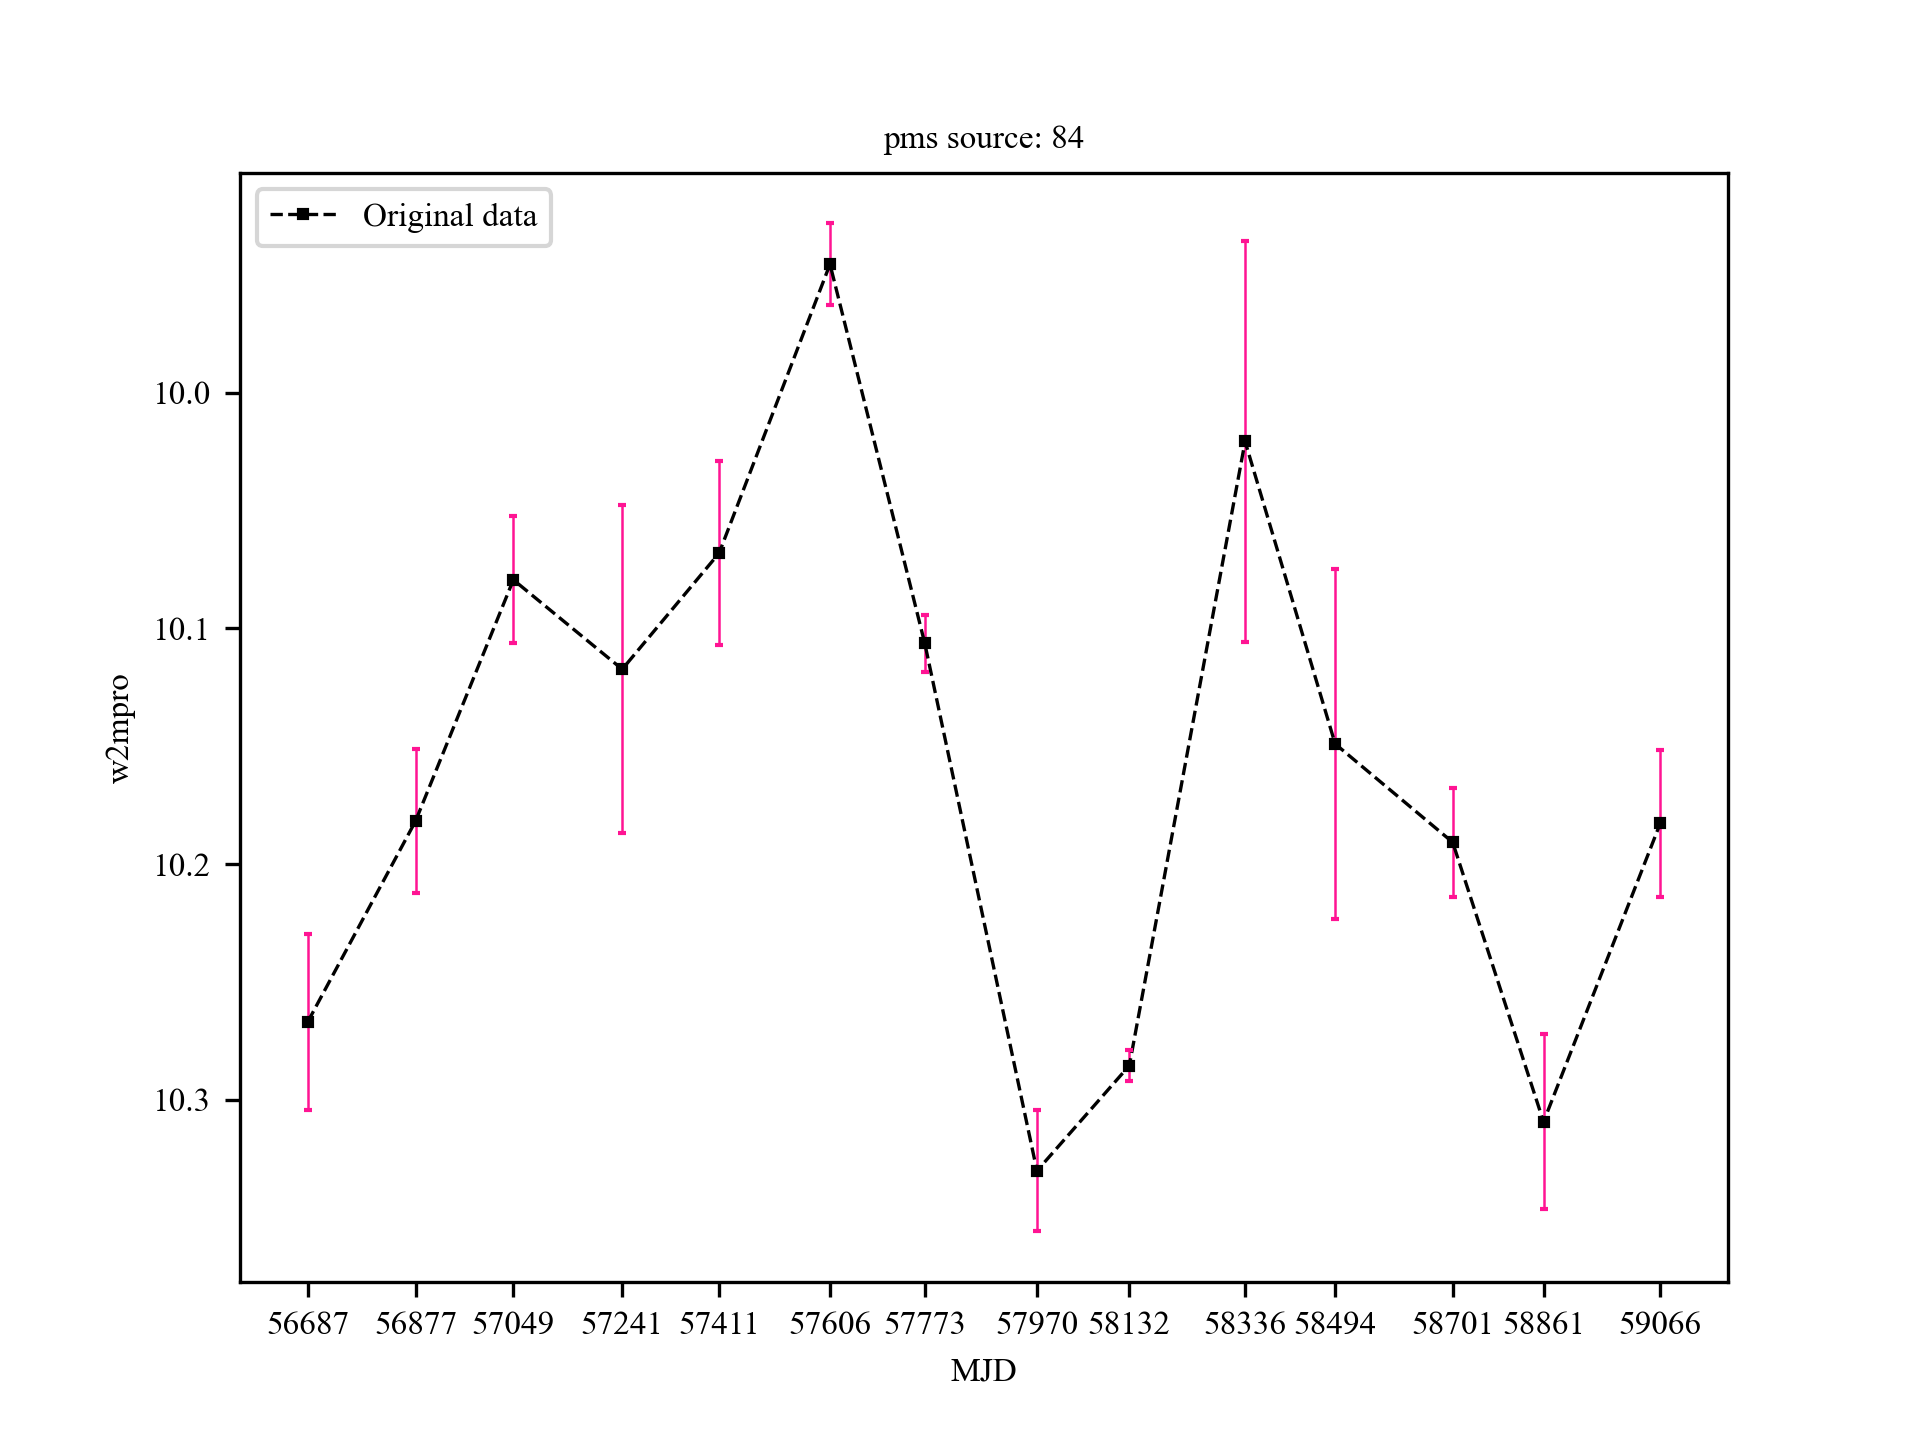 pms source: 84
Original data
10.0
10.1
10.2
10.3
w2mpro
56687 56877 57049 57241 57411 57606 57773 57970 58132 58336 58494 58701 58861 59066
MJD